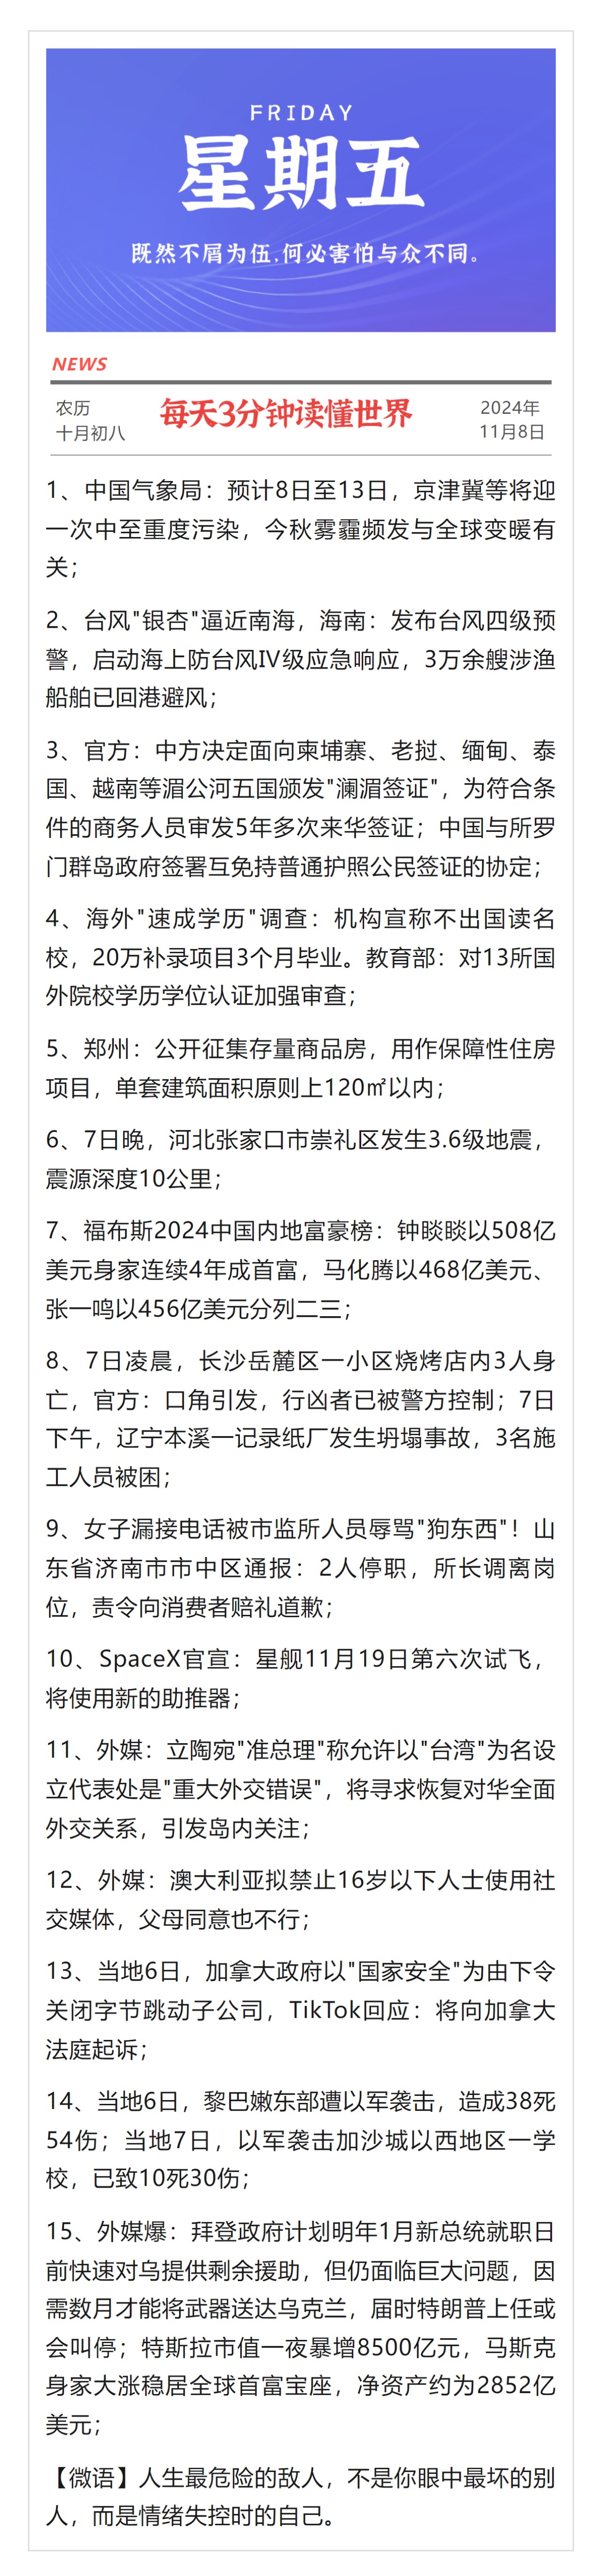 FRIDAY
星期五
既然不屑为伍,何必害怕与众不同。
NEWS
农历
十月初八
每天3分钟读懂世界
2024年
11月8日
1、中国气象局：预计8日至13日，京津冀等将迎
一次中至重度污染，今秋雾霾频发与全球变暖有
关；
2、台风"银杏"逼近南海，海南：发布台风四级预
警，启动海上防台风IV级应急响应，3万余艘涉渔
船舶已回港避风；
3、官方：中方决定面向柬埔寨、老挝、缅甸、泰
国、越南等湄公河五国颁发"澜湄签证"，为符合条
件的商务人员审发5年多次来华签证；中国与所罗
门群岛政府签署互免持普通护照公民签证的协定；
4、海外"速成学历"调查：机构宣称不出国读名
校，20万补录项目3个月毕业。教育部：对13所国
外院校学历学位认证加强审查；
5、郑州：公开征集存量商品房，用作保障性住房
项目，单套建筑面积原则上120㎡以内；
6、7日晚，河北张家口市崇礼区发生3.6级地震，
震源深度10公里；
7、福布斯2024中国内地富豪榜：钟睒睒以508亿
美元身家连续4年成首富，马化腾以468亿美元、
张一鸣以456亿美元分列二三；
8、7日凌晨，长沙岳麓区一小区烧烤店内3人身
亡，官方：口角引发，行凶者已被警方控制；7日
下午，辽宁本溪一记录纸厂发生坍塌事故，3名施
工人员被困；
9、女子漏接电话被市监所人员辱骂"狗东西"！山
东省济南市市中区通报：2人停职，所长调离岗
位，责令向消费者赔礼道歉；
10、SpaceX官宣：星舰11月19日第六次试飞，
将使用新的助推器；
11、外媒：立陶宛"准总理"称允许以"台湾"为名设
立代表处是"重大外交错误"，将寻求恢复对华全面
外交关系，引发岛内关注；
12、外媒：澳大利亚拟禁止16岁以下人士使用社
交媒体，父母同意也不行；
13、当地6日，加拿大政府以"国家安全"为由下令
关闭字节跳动子公司，TikTok回应：将向加拿大
法庭起诉；
14、当地6日，黎巴嫩东部遭以军袭击，造成38死
54伤；当地7日，以军袭击加沙城以西地区一学
校，已致10死30伤；
15、外媒爆：拜登政府计划明年1月新总统就职日
前快速对乌提供剩余援助，但仍面临巨大问题，因
需数月才能将武器送达乌克兰，届时特朗普上任或
会叫停；特斯拉市值一夜暴增8500亿元，马斯克
身家大涨稳居全球首富宝座，净资产约为2852亿
美元；
【微语】人生最危险的敌人，不是你眼中最坏的别
人，而是情绪失控时的自己。